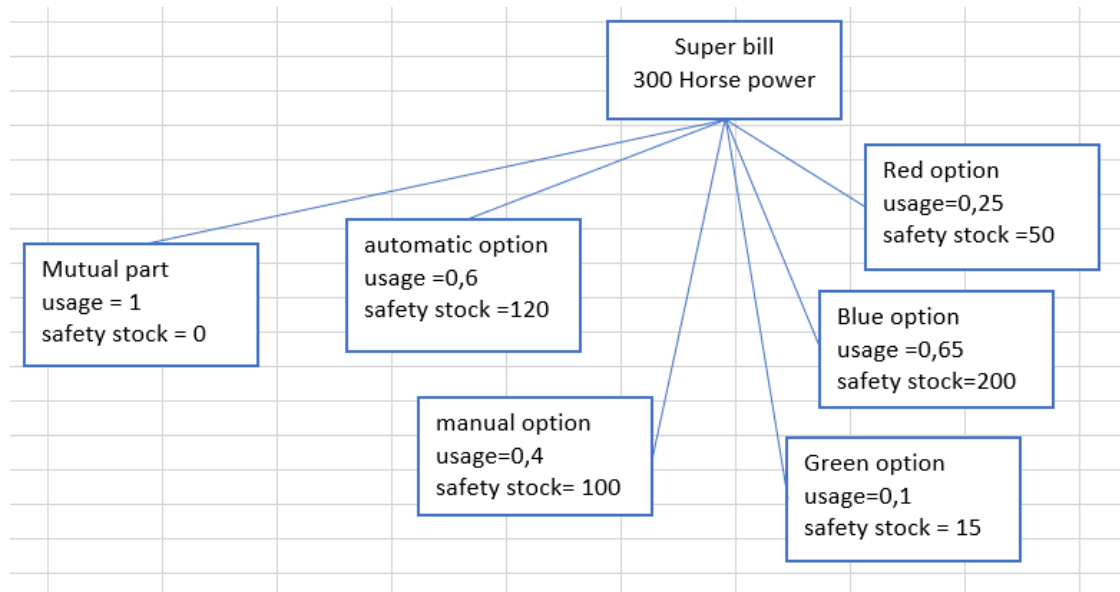 Super bill
300 Horse power
Mutual part
usage = 1
safety stock = 0
automatic option
usage =0,6
safety stock =120
manual option
usage=0,4
safety stock= 100
Red option
usage=0,25
safety stock =50
Blue option
usage =0,65
safety stock=200
Green option
usage=0,1
safety stock = 15